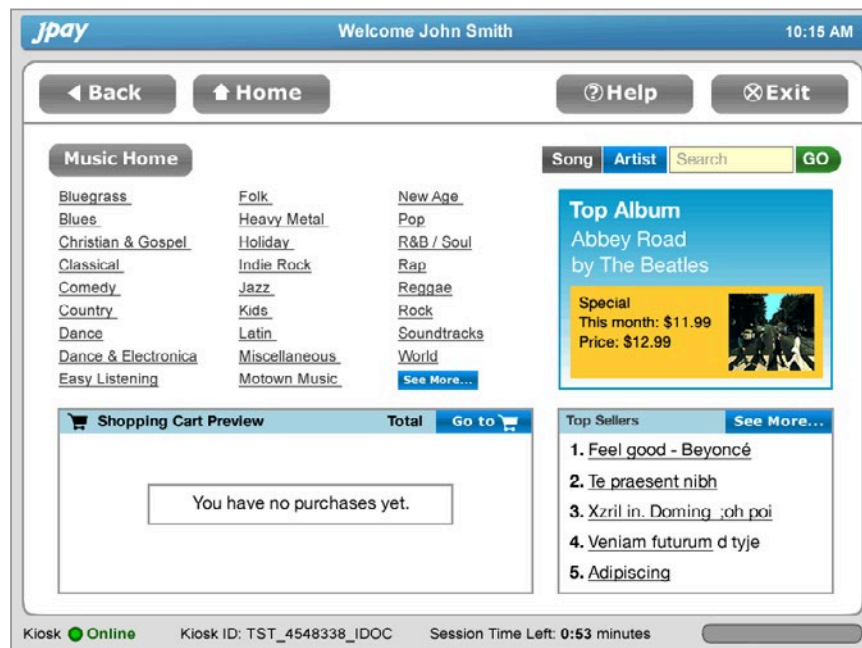 jpay
Welcome John Smith
10:15 AM
Back
Home
Help
Exit
Music Home
Song Artist Search GO
Bluegrass
Blues
Christian & Gospel
Classical
Comedy
Country
Dance
Dance & Electronica
Easy Listening
Folk
Heavy Metal
Holiday
Indie Rock
Jazz
Kids
Latin
Miscellaneous
Motown Music
New Age
Pop
R&B / Soul
Rap
Reggae
Rock
Soundtracks
World
See More...
Top Album
Abbey Road
by The Beatles
Special
This month: $11.99
Price: $12.99
Shopping Cart Preview Total Go to
You have no purchases yet.
Top Sellers See More...
1. Feel good - Beyoncé
2. Te praesent nibh
3. Xzril in. Doming ;oh poi
4. Veniam futurum d tyje
5. Adipiscing
Kiosk Online Kiosk ID: TST_4548338_IDOC Session Time Left: 0:53 minutes